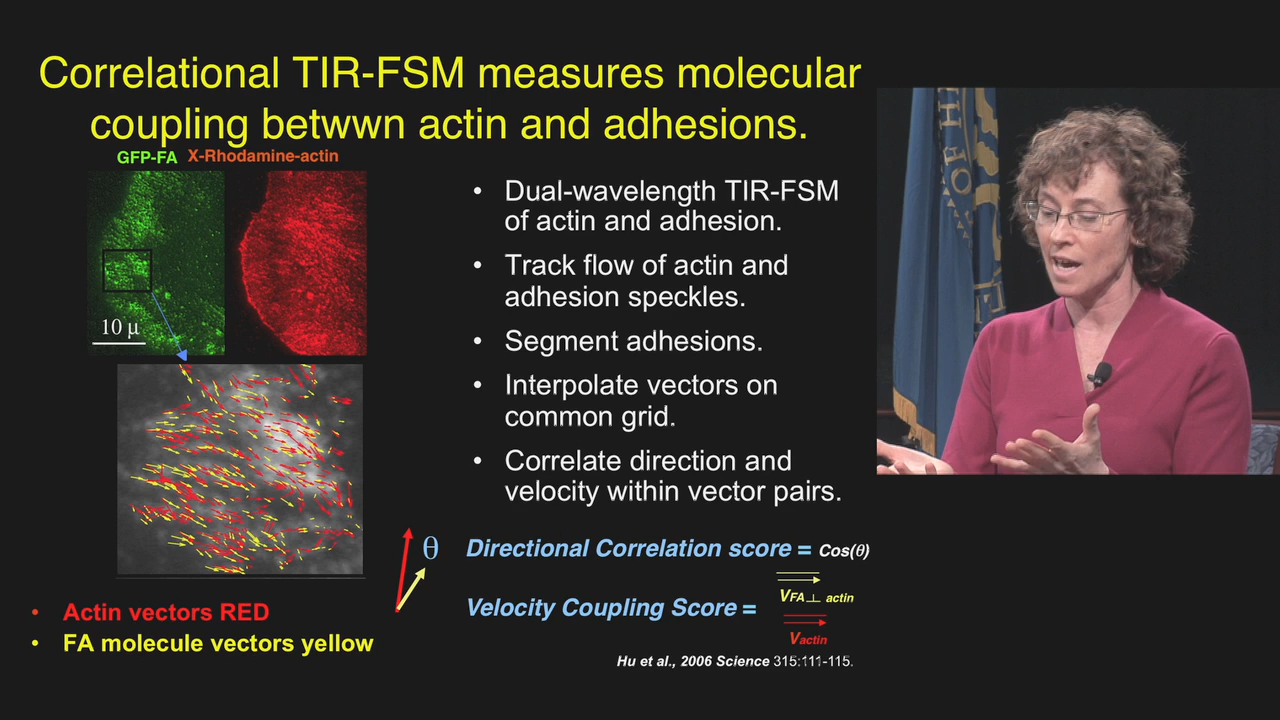 Correlational TIR-FSM measures molecular
coupling betwwn actin and adhesions.
GFP-FA X-Rhodamine-actin
10 μ
• Dual-wavelength TIR-FSM
of actin and adhesion.
• Track flow of actin and
adhesion speckles.
• Segment adhesions.
• Interpolate vectors on
common grid.
• Correlate direction and
velocity within vector pairs.
θ
Directional Correlation score = Cos(θ)
Velocity Coupling Score =
VFA⊥ actin
Vactin
• Actin vectors RED
• FA molecule vectors yellow
Hu et al., 2006 Science 315:111-115.